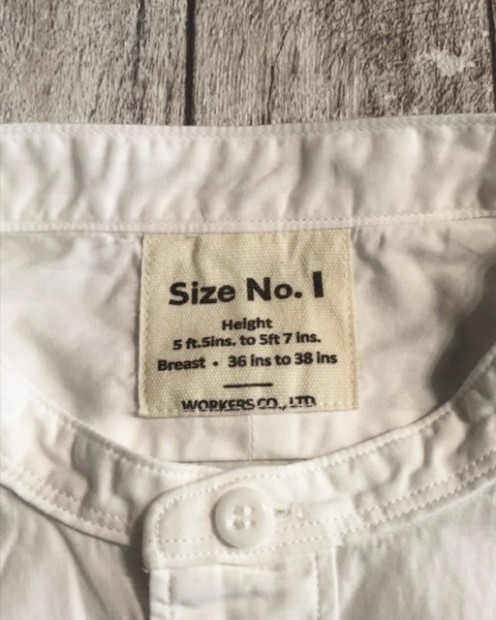 Size No. 1
Height
5 ft.5ins. to 5ft 7 ins.
Breast • 36 ins to 38 ins
WORKERS CO., LTD